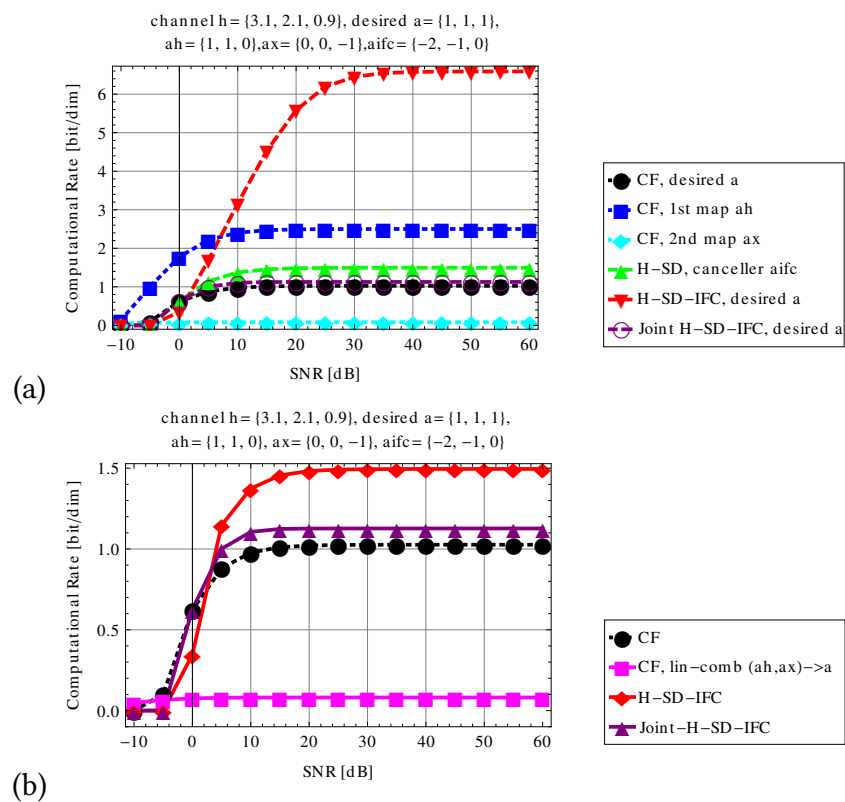 channel h= {3.1, 2.1, 0.9}, desired a= {1, 1, 1},
ah= {1, 1, 0},ax= {0, 0, −1},aifc= {−2, −1, 0}
Computational Rate [bit/dim]
6
5
4
3
2
1
0
−10 0 10 20 30 40 50 60
SNR [dB]
CF, desired a
CF, 1st map ah
CF, 2nd map ax
H−SD, canceller aifc
H−SD−IFC, desired a
Joint H−SD−IFC, desired a
(a)
channel h= {3.1, 2.1, 0.9}, desired a= {1, 1, 1},
ah= {1, 1, 0}, ax= {0, 0, −1}, aifc= {−2, −1, 0}
Computational Rate [bit/dim]
1.5
1.0
0.5
0.0
−10 0 10 20 30 40 50 60
SNR [dB]
CF
CF, lin−comb (ah,ax)−>a
H−SD−IFC
Joint−H−SD−IFC
(b)